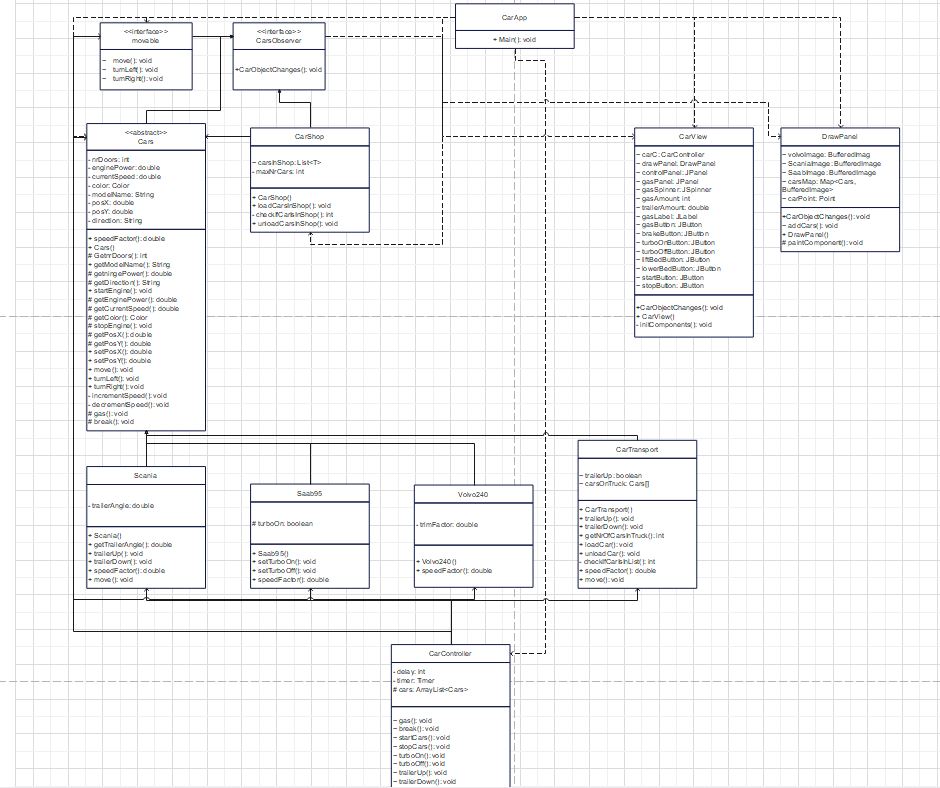 CarApp
+ Main(): void
<<interface>>
movable
~ move(): void
~ turnLeft(): void
~ turnRight(): void
<<interface>>
CarsObserver
+CarObjectChanges(): void
<<abstract>>
Cars
- nrDoors: int
- enginePower: double
- currentSpeed: double
- color: Color
- modelName: String
- posX: double
- posY: double
- direction: String
+ speedFactor(): double
+ Cars()
# GetnrDoors(): int
+ getModelName(): String
# getningePower(): double
# getDirection(): String
+ startEngine(): void
# getEnginePower(): double
# getCurrentSpeed(): double
# getColor(): Color
# stopEngine(): void
# getPosX(): double
# getPosY(): double
+ setPosX(): double
+ setPosY(): double
+ move(): void
+ turnLeft(): void
+ turnRight(): void
- incrementSpeed(): void
- decrementSpeed(): void
# gas(): void
# break(): void
CarShop
~ carsInShop: List<T>
- maxNrCars: int
+ CarShop()
+ loadCarsInShop(): void
- checkifCarsInShop(): int
+ unloadCarsInShop(): void
CarView
~ carC: CarController
~ drawPanel: DrawPanel
~ controlPanel: JPanel
~ gasPanel: JPanel
~ gasSpinner: JSpinner
~ gasAmount: int
~ trailerAmount: double
~ gasLabel: JLabel
~ gasButton: JButton
~ brakeButton: JButton
~ turboOnButton: JButton
~ turboOffButton: JButton
~ liftBedButton: JButton
~ lowerBedButton: JButton
~ startButton: JButton
~ stopButton: JButton
+CarObjectChanges(): void
+ CarView()
- initComponents(): void
DrawPanel
~ volvoImage: BufferedImag
~ ScaniaImage: BufferedImage
~ SaabImage: BufferedImage
~ carsMap: Map<Cars,
BufferedImage>
~ carPoint: Point
+CarObjectChanges(): void
~ addCars(): void
+ DrawPanel()
# paintComponent(): void
Scania
- trailerAngle: double
+ Scania()
+ getTrailerAngle(): double
+ trailerUp(): void
+ trailerDown(): void
+ speedFactor(): double
+ move(): void
Saab95
# turboOn: boolean
+ Saab95()
+ setTurboOn(): void
+ setTurboOff(): void
+ speedFactor(): double
Volvo240
- trimFactor: double
+ Volvo240()
+ speedFactor(): double
CarTransport
~ trailerUp: boolean
~ carsOnTruck: Cars[]
+ CarTransport()
+ trailerUp(): void
+ trailerDown(): void
+ getNrOfCarsInTruck(): int
+ loadCar(): void
+ unloadCar(): void
- checkIfCarIsInList(): int
+ speedFactor(): double
+ move(): void
CarController
- delay: int
- timer: Timer
# cars: ArrayList<Cars>
~ gas(): void
~ break(): void
~ startCars(): void
~ stopCars(): void
~ turboOn(): void
~ turboOff(): void
~ trailerUp(): void
~ trailerDown(): void